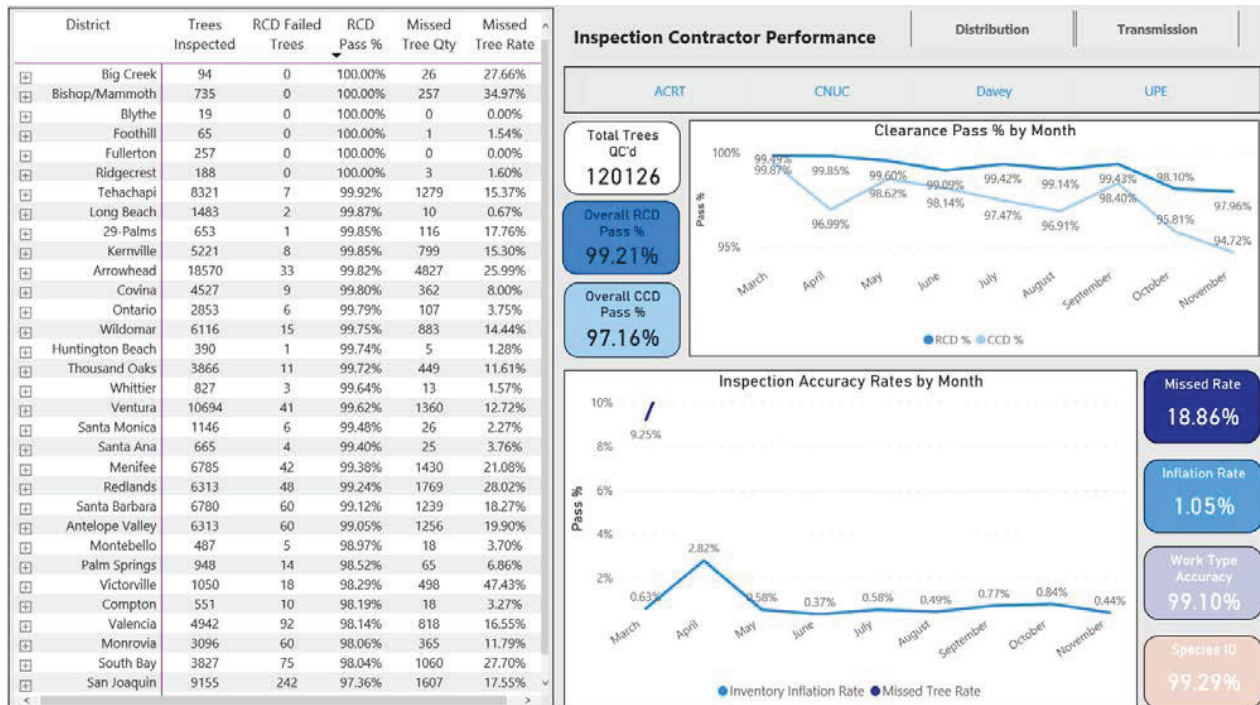 District Trees Inspected RCD Failed Trees RCD Pass % Missed Tree Qty Missed Tree Rate
Big Creek 94 0 100.00% 26 27.66%
Bishop/Mammoth 735 0 100.00% 257 34.97%
Blythe 19 0 100.00% 0 0.00%
Foothill 65 0 100.00% 1 1.54%
Fullerton 257 0 100.00% 0 0.00%
Ridgecrest 188 0 100.00% 3 1.60%
Tehachapi 8321 7 99.92% 1279 15.37%
Long Beach 1483 2 99.87% 10 0.67%
29-Palms 653 1 99.85% 116 17.76%
Kernville 5221 8 99.85% 799 15.30%
Arrowhead 18570 33 99.82% 4827 25.99%
Covina 4527 9 99.80% 362 8.00%
Ontario 2853 6 99.79% 107 3.75%
Wildomar 6116 15 99.75% 883 14.44%
Huntington Beach 390 1 99.74% 5 1.28%
Thousand Oaks 3866 11 99.72% 449 11.61%
Whittier 827 3 99.64% 13 1.57%
Ventura 10694 41 99.62% 1360 12.72%
Santa Monica 1146 6 99.48% 26 2.27%
Santa Ana 665 4 99.40% 25 3.76%
Menifee 6785 42 99.38% 1430 21.08%
Redlands 6313 48 99.24% 1769 28.02%
Santa Barbara 6780 60 99.12% 1239 18.27%
Antelope Valley 6313 60 99.05% 1256 19.90%
Montebello 487 5 98.97% 18 3.70%
Palm Springs 948 14 98.52% 65 6.86%
Victorville 1050 18 98.29% 498 47.43%
Compton 551 10 98.19% 18 3.27%
Valencia 4942 92 98.14% 818 16.55%
Monrovia 3096 60 98.06% 365 11.79%
South Bay 3827 75 98.04% 1060 27.70%
San Joaquin 9155 242 97.36% 1607 17.55%
Inspection Contractor Performance
Distribution
Transmission
ACRT CNUC Davey UPE
Total Trees
QC'd
120126
Overall RCD
Pass %
99.21%
Overall CCD
Pass %
97.16%
Clearance Pass % by Month
Pass %
100%
95%
99.49% 99.85% 99.60% 99.09% 99.42% 99.14% 99.43% 98.10% 97.96%
99.87% 96.99% 98.62% 98.14% 97.47% 96.91% 98.40% 95.81% 94.72%
March April May June July August September October November
RCD % CCD %
Inspection Accuracy Rates by Month
Pass %
10%
8%
6%
4%
2%
9.25%
0.63% 2.82% 0.58% 0.37% 0.58% 0.49% 0.77% 0.84% 0.44%
March April May June July August September October November
Inventory Inflation Rate Missed Tree Rate
Missed Rate
18.86%
Inflation Rate
1.05%
Work Type
Accuracy
99.10%
Species ID
99.29%